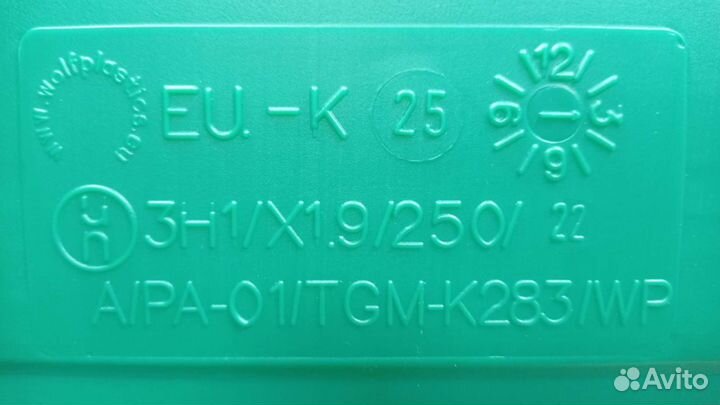 www.wolfplastics.eu
EU.-K 25
12 3 6 9
un 3H1/X1.9/250/ 22
A/PA-01/TGM-K283/WP
Avito